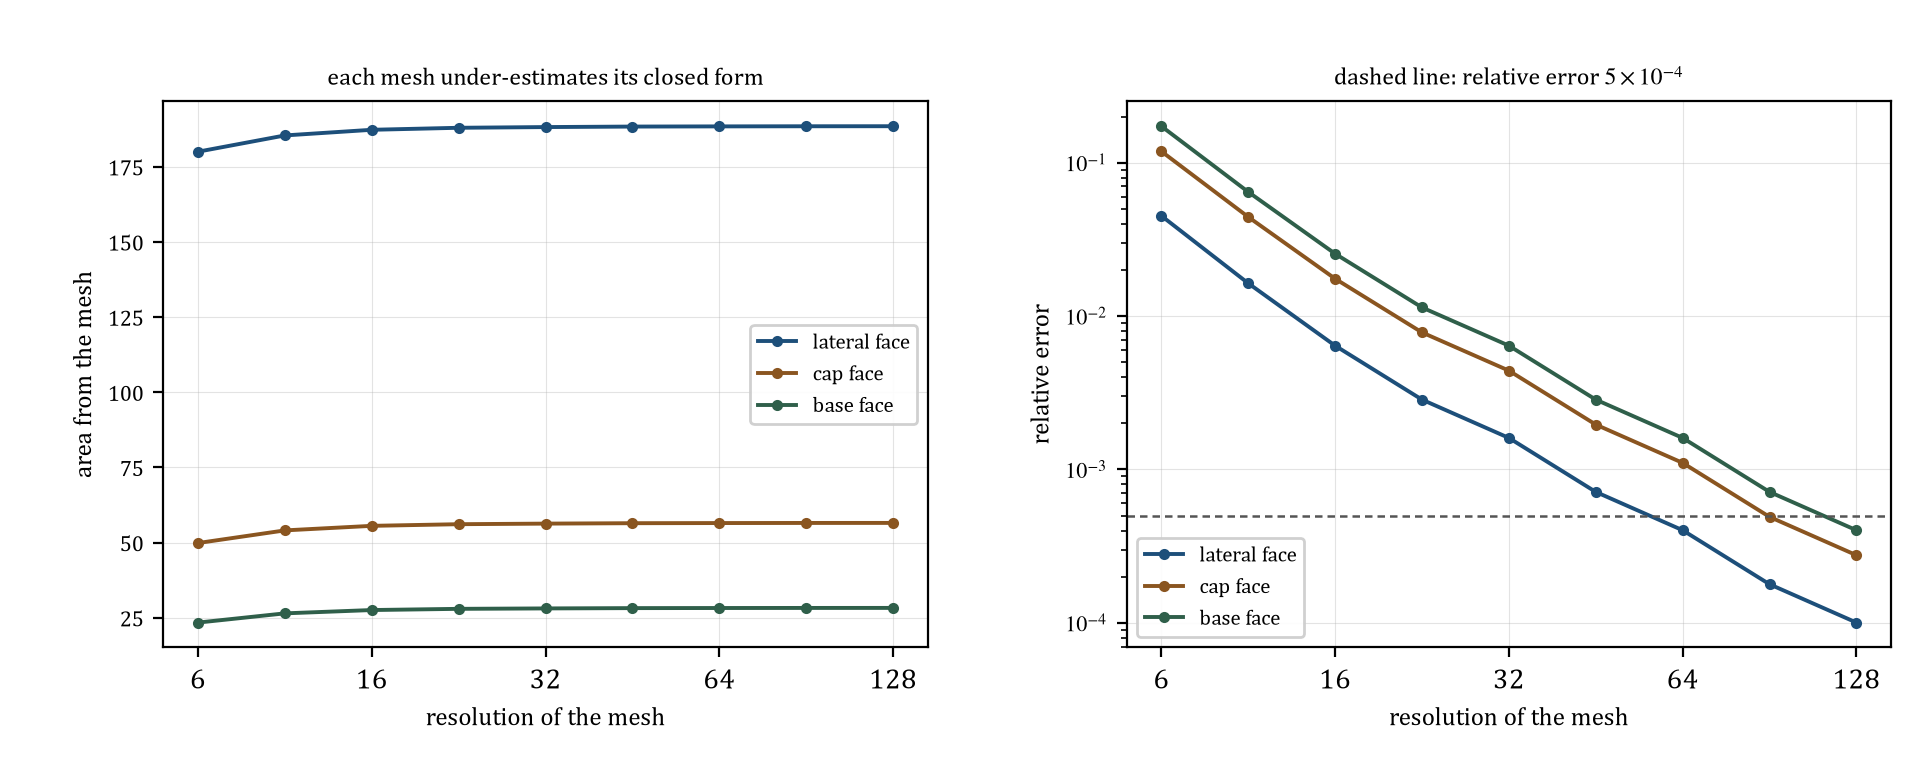 each mesh under-estimates its closed form
area from the mesh
175
150
125
100
75
50
25
lateral face
cap face
base face
6 16 32 64 128
resolution of the mesh
dashed line: relative error 5 × 10⁻⁴
relative error
10⁻¹
10⁻²
10⁻³
10⁻⁴
lateral face
cap face
base face
6 16 32 64 128
resolution of the mesh